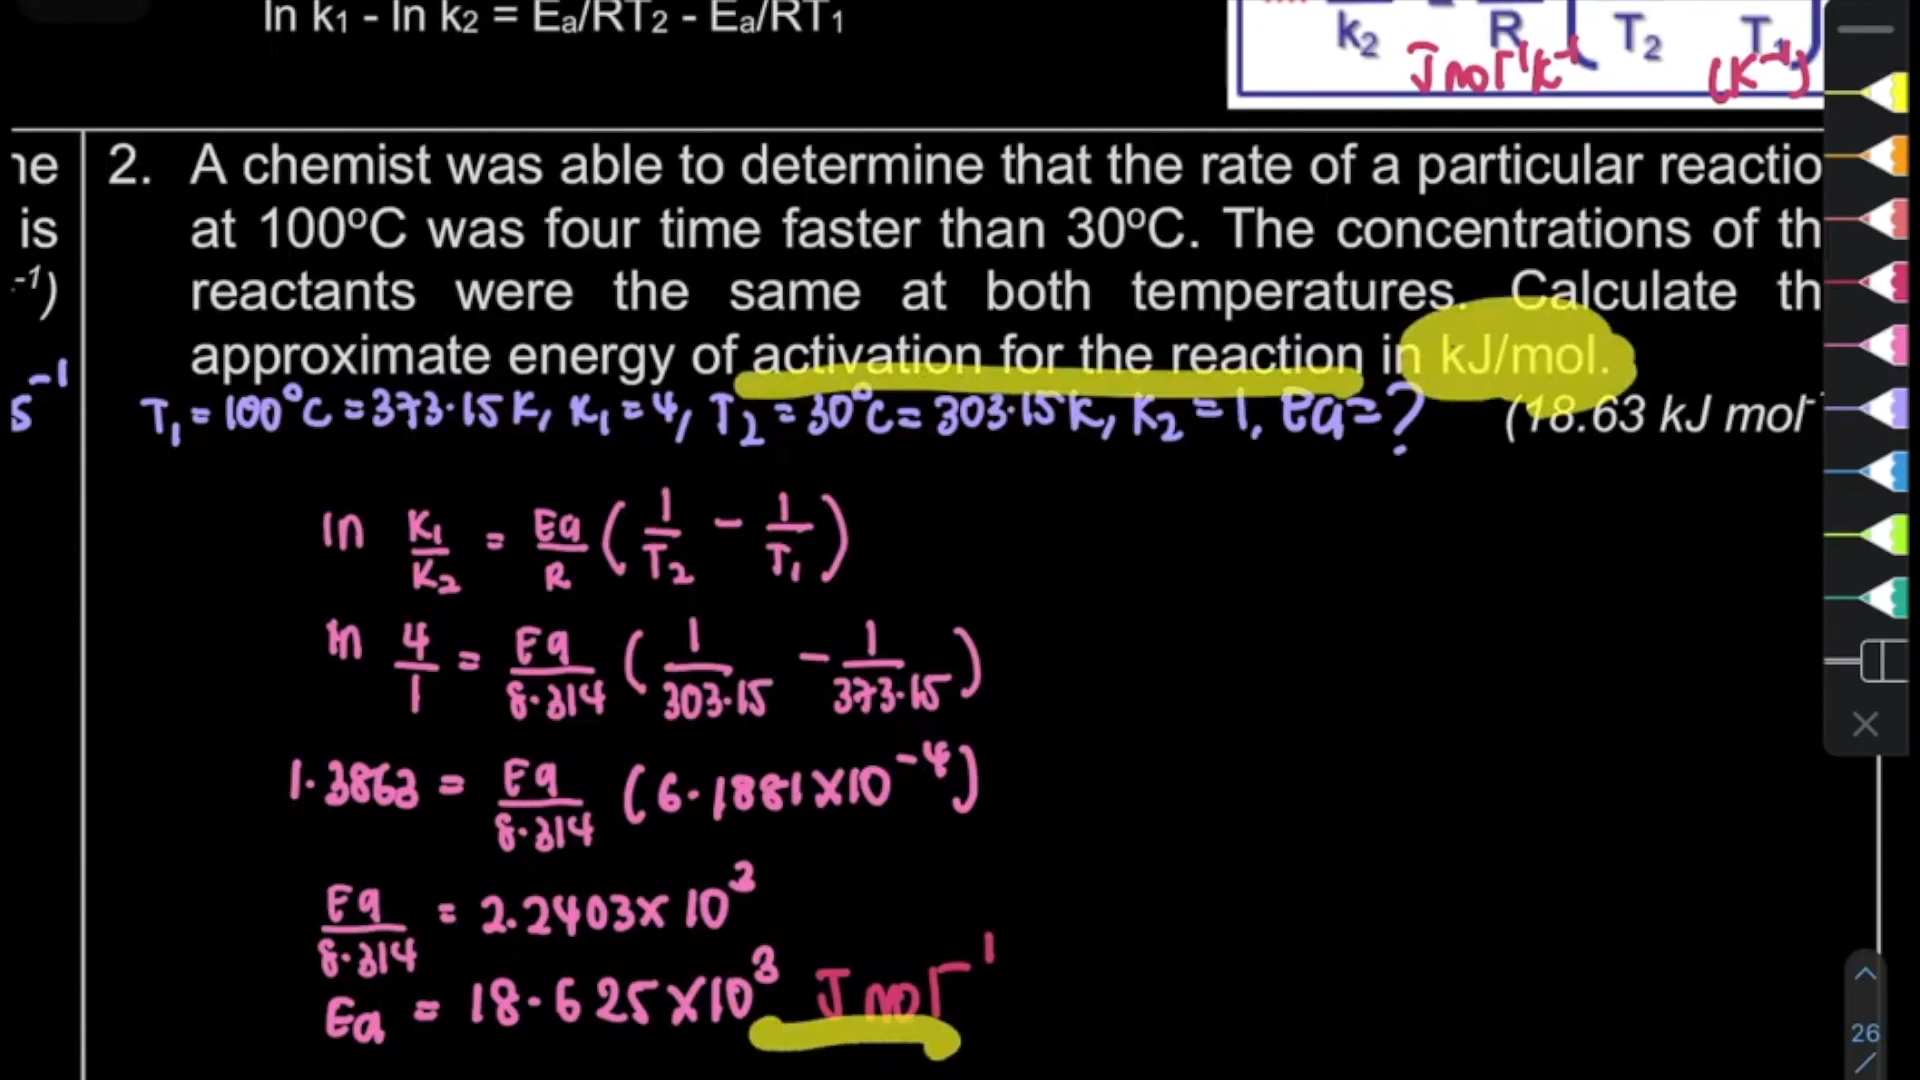 ln k₁ - ln k₂ = Eₐ/RT₂ - Eₐ/RT₁
k₂ R T₂ T₁
J mol⁻¹ K⁻¹ (K⁻¹)
2. A chemist was able to determine that the rate of a particular reactio
is at 100ºC was four time faster than 30ºC. The concentrations of th
⁻¹) reactants were the same at both temperatures. Calculate th
approximate energy of activation for the reaction in kJ/mol.
s⁻¹ T₁ = 100°C = 373.15 K, K₁ = 4, T₂ = 30°C = 303.15 K, K₂ = 1, Ea = ?
(18.63 kJ mol⁻
ln K₁/K₂ = Ea/R (1/T₂ - 1/T₁)
ln 4/1 = Ea/8.314 (1/303.15 - 1/373.15)
1.3863 = Ea/8.314 (6.1881 x 10⁻⁴)
Ea/8.314 = 2.2403 x 10³
Ea = 18.625 x 10³ J mol⁻¹
26